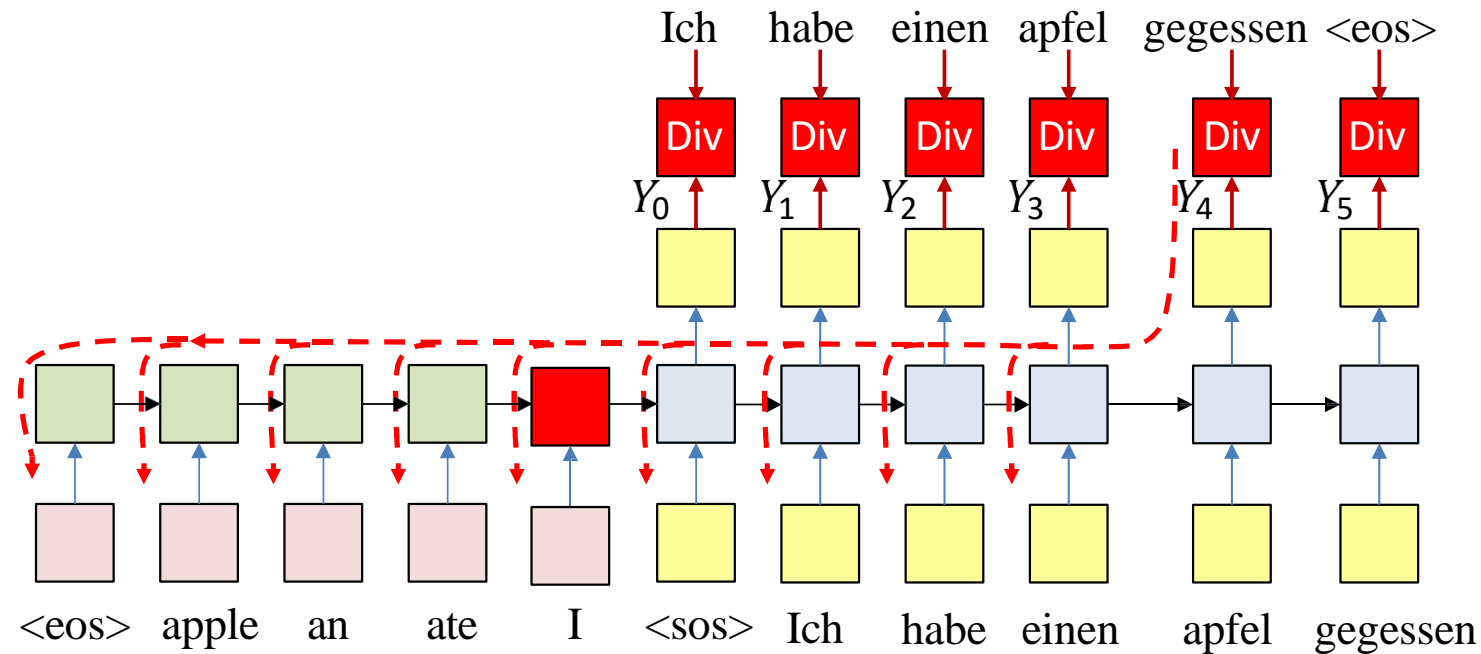 Ich habe einen apfel gegessen <eos>
Div Div Div Div Div Div
Y0 Y1 Y2 Y3 Y4 Y5
<eos> apple an ate I <sos> Ich habe einen apfel gegessen